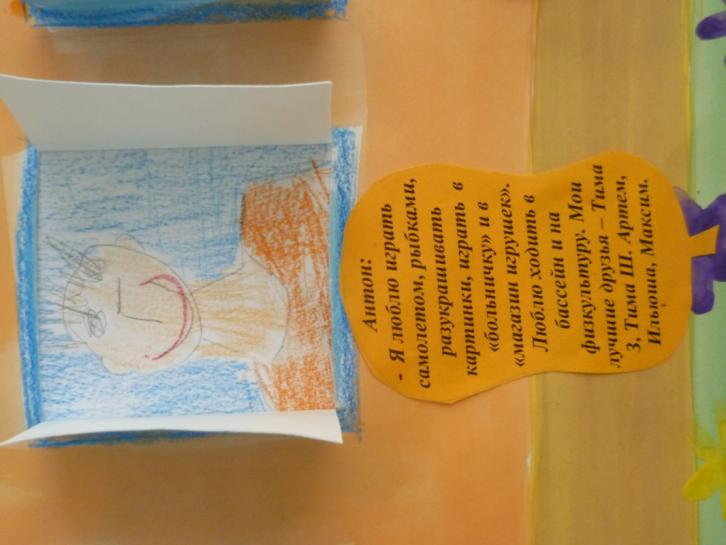 Антон:
- Я люблю играть
самолетом, рыбками,
разукрашивать
картинки, играть в
«больничку» и в
«магазин игрушек».
Люблю ходить в
бассейн и на
физкультуру. Мои
лучшие друзья – Тима
З, Тима Ш. Артем,
Ильюша, Максим.